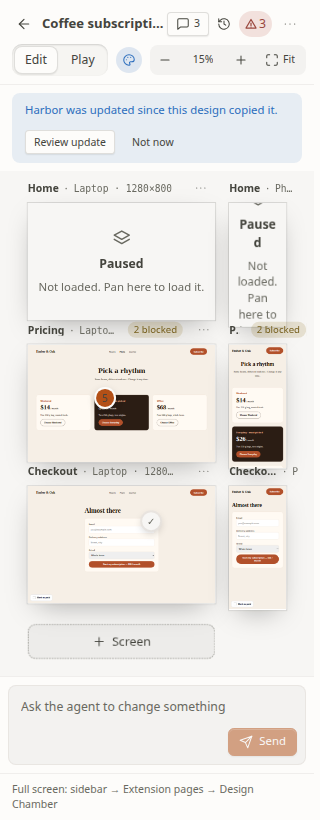 Coffee subscripti…
3
3
Edit
Play
15%
Fit
Harbor was updated since this design copied it.
Review update
Not now
Home · Laptop · 1280×800
Home · Ph…
Paused
Not loaded. Pan here to load it.
Pause
d
Not
loaded.
Pan
here to
Pricing · Lapto…
2 blocked
P.
2 blocked
Pick a rhythm
$14
5
$68
Pick a rhythm
$14
$26
Checkout · Laptop · 1280…
Checko… · P
Almost there
Almost there
+ Screen
Ask the agent to change something
Send
Full screen: sidebar → Extension pages → Design
Chamber